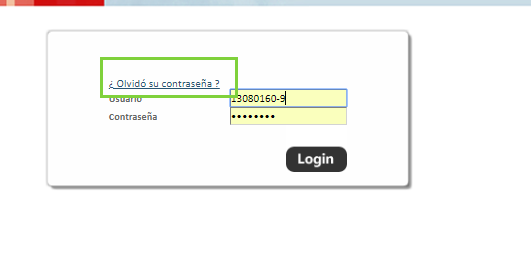 ¿ Olvidó su contraseña ?
Usuario 13080160-9
Contraseña ••••••••
Login